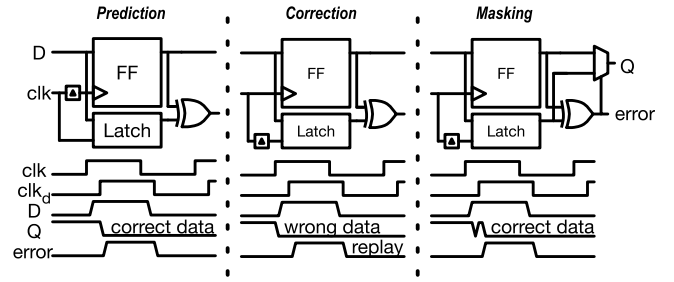 Prediction Correction Masking
D FF FF FF Q
clk Latch Latch Latch error
clk
clkd
D
Q correct data wrong data correct data
error replay